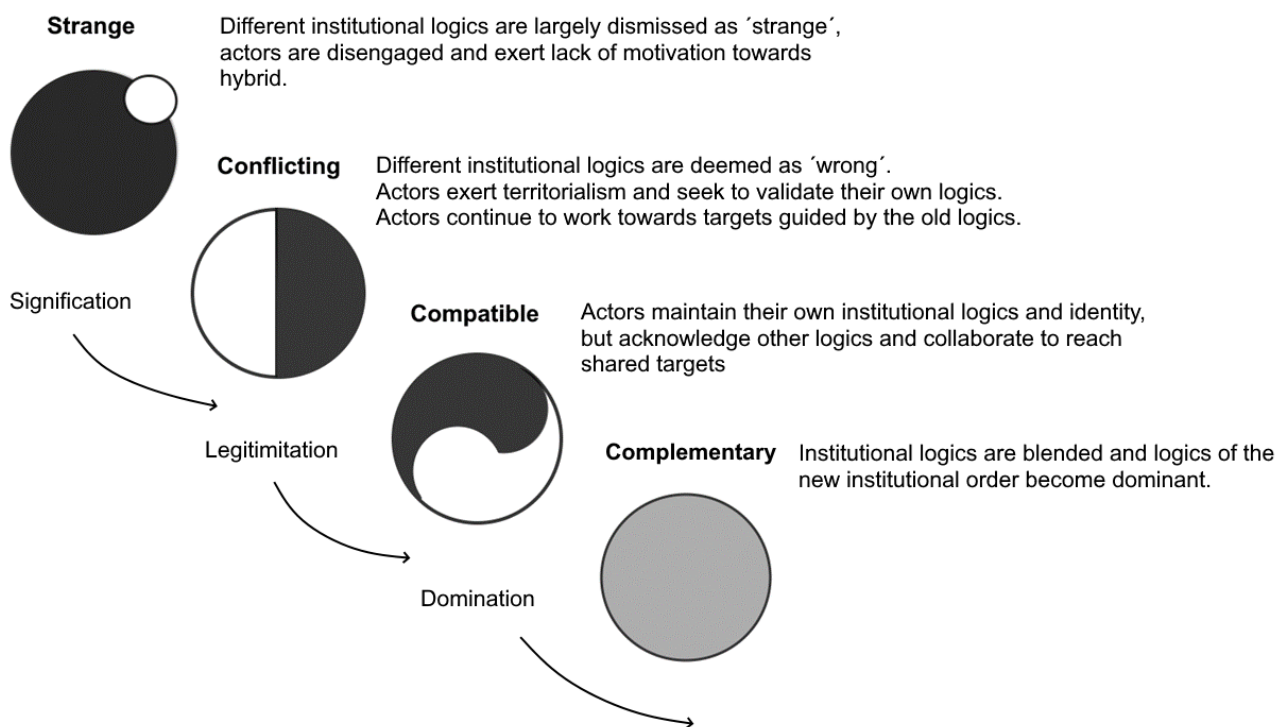 Strange
Different institutional logics are largely dismissed as ´strange´,
actors are disengaged and exert lack of motivation towards
hybrid.
Conflicting
Different institutional logics are deemed as ´wrong´.
Actors exert territorialism and seek to validate their own logics.
Actors continue to work towards targets guided by the old logics.
Signification
Compatible
Actors maintain their own institutional logics and identity,
but acknowledge other logics and collaborate to reach
shared targets
Legitimitation
Complementary
Institutional logics are blended and logics of the
new institutional order become dominant.
Domination